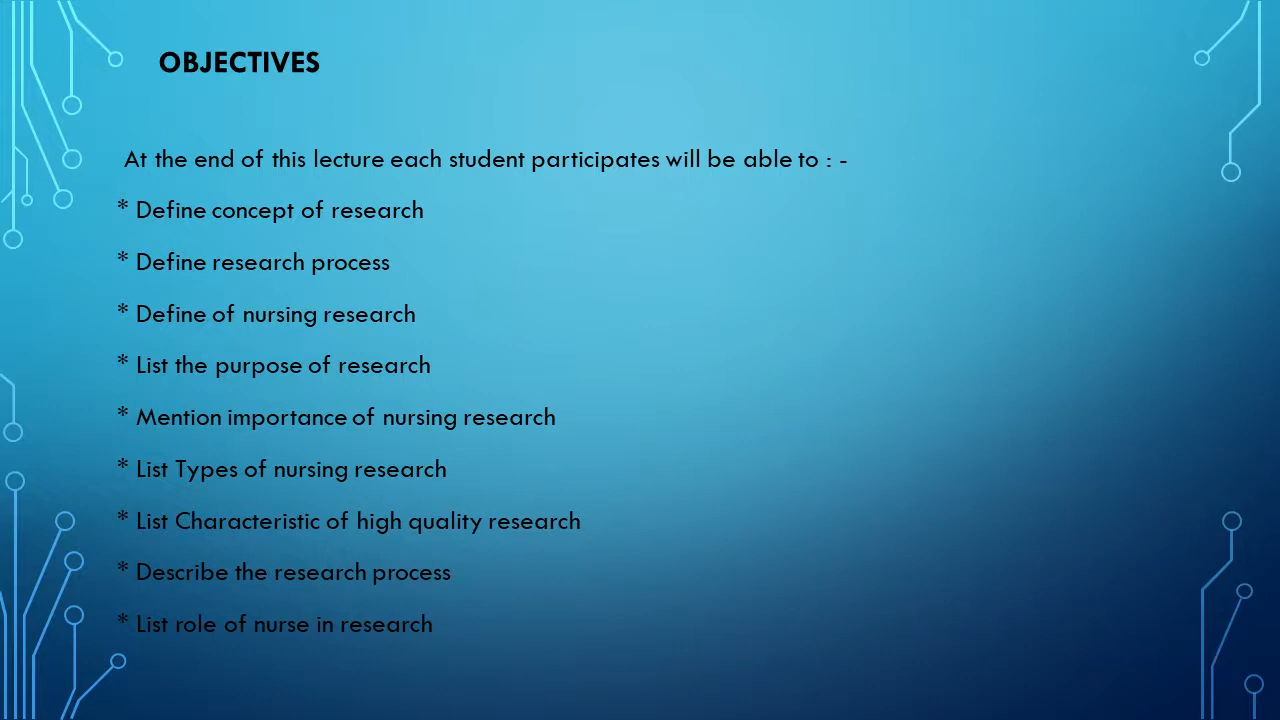 OBJECTIVES
At the end of this lecture each student participates will be able to : -
* Define concept of research
* Define research process
* Define of nursing research
* List the purpose of research
* Mention importance of nursing research
* List Types of nursing research
* List Characteristic of high quality research
* Describe the research process
* List role of nurse in research